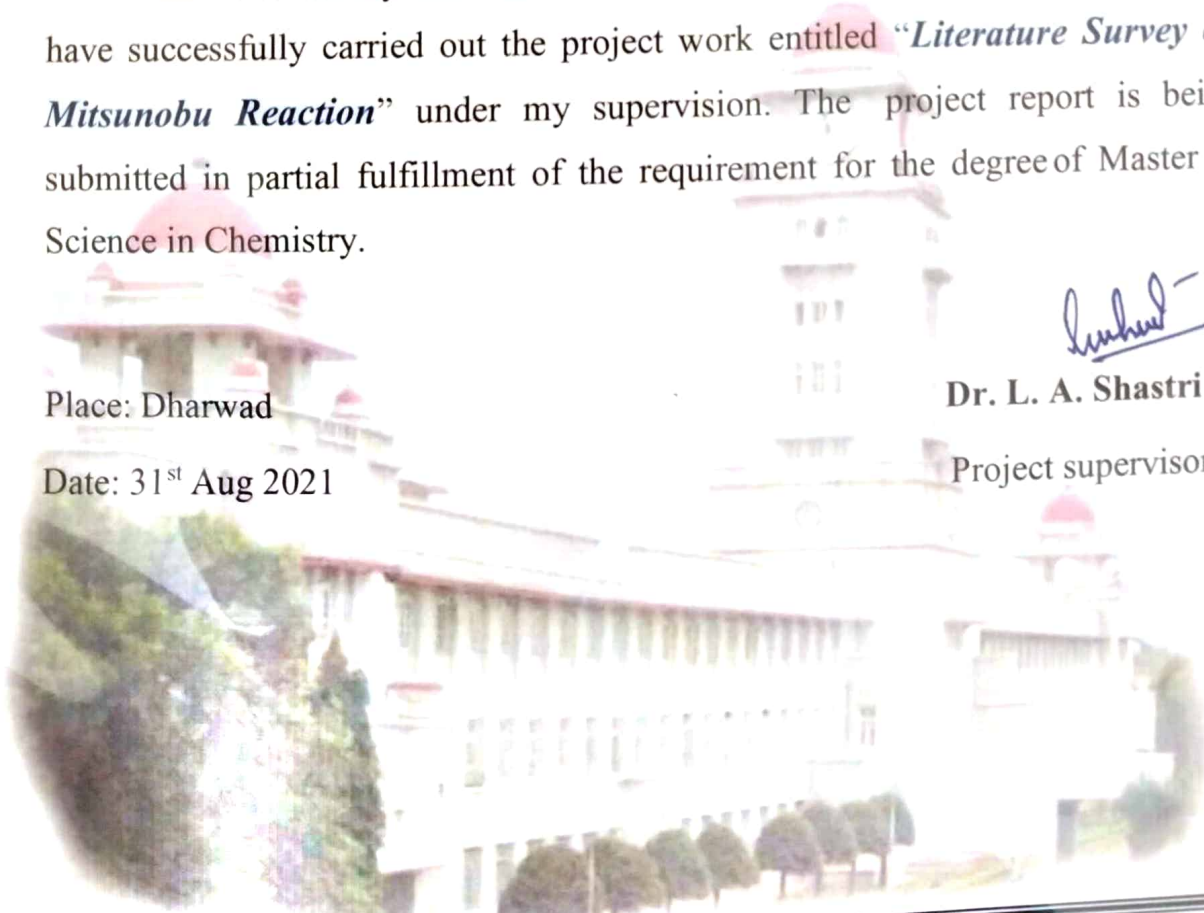 have successfully carried out the project work entitled “Literature Survey
Mitsunobu Reaction” under my supervision. The project report is bei
submitted in partial fulfillment of the requirement for the degree of Master
Science in Chemistry.
Dr. L. A. Shastri
Place: Dharwad
Project supervisor
Date: 31st Aug 2021